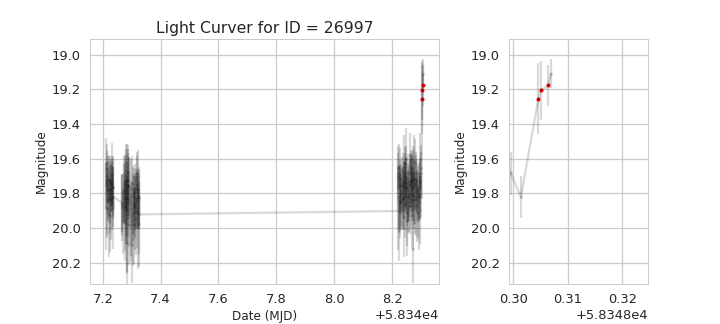 Light Curver for ID = 26997
Magnitude
19.0
19.2
19.4
19.6
19.8
20.0
20.2
7.2 7.4 7.6 7.8 8.0 8.2
Date (MJD)
+5.834e4
Magnitude
19.0
19.2
19.4
19.6
19.8
20.0
20.2
0.30 0.31 0.32
+5.8348e4